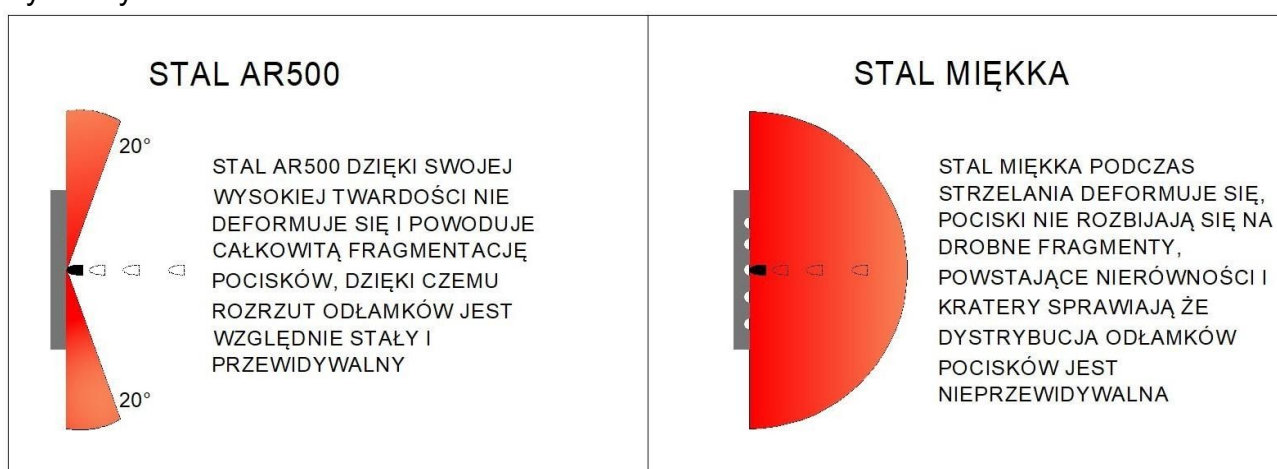 STAL AR500
20°
STAL AR500 DZIĘKI SWOJEJ
WYSOKIEJ TWARDOŚCI NIE
DEFORMUJE SIĘ I POWODUJE
CAŁKOWITĄ FRAGMENTACJĘ
POCISKÓW, DZIĘKI CZEMU
ROZRZUT ODŁAMKÓW JEST
WZGLĘDNIE STAŁY I
PRZEWIDYWALNY
20°
STAL MIĘKKA
STAL MIĘKKA PODCZAS
STRZELANIA DEFORMUJE SIĘ,
POCISKI NIE ROZBIJAJĄ SIĘ NA
DROBNE FRAGMENTY,
POWSTAJĄCE NIERÓWNOŚCI I
KRATERY SPRAWIAJĄ ŻE
DYSTRYBUCJA ODŁAMKÓW
POCISKÓW JEST
NIEPRZEWIDYWALNA